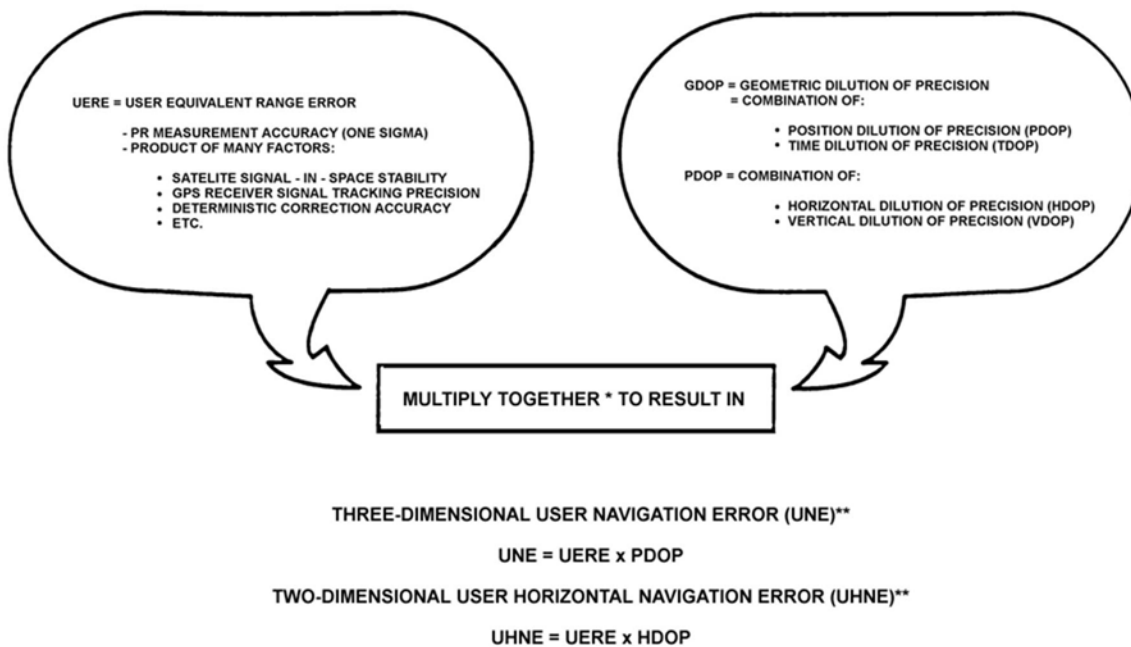 UERE = USER EQUIVALENT RANGE ERROR
- PR MEASUREMENT ACCURACY (ONE SIGMA)
- PRODUCT OF MANY FACTORS:
• SATELITE SIGNAL - IN - SPACE STABILITY
• GPS RECEIVER SIGNAL TRACKING PRECISION
• DETERMINISTIC CORRECTION ACCURACY
• ETC.
GDOP = GEOMETRIC DILUTION OF PRECISION
= COMBINATION OF:
• POSITION DILUTION OF PRECISION (PDOP)
• TIME DILUTION OF PRECISION (TDOP)
PDOP = COMBINATION OF:
• HORIZONTAL DILUTION OF PRECISION (HDOP)
• VERTICAL DILUTION OF PRECISION (VDOP)
MULTIPLY TOGETHER * TO RESULT IN
THREE-DIMENSIONAL USER NAVIGATION ERROR (UNE)**
UNE = UERE x PDOP
TWO-DIMENSIONAL USER HORIZONTAL NAVIGATION ERROR (UHNE)**
UHNE = UERE x HDOP